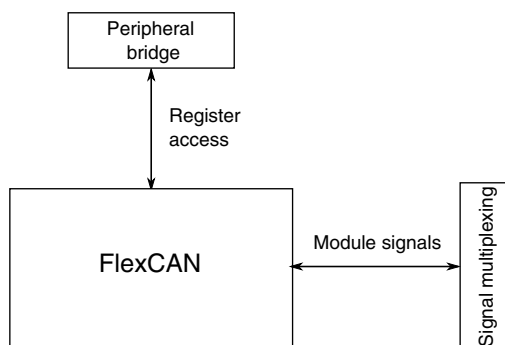 Peripheral
bridge
Register
access
FlexCAN
Module signals
Signal multiplexing